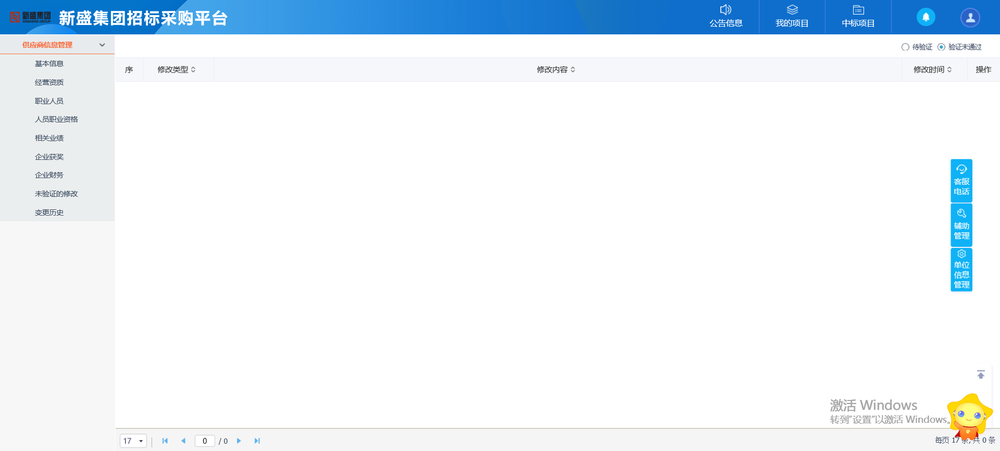 新盛集团
XINSHENG GROUP
新盛集团招标采购平台
公告信息
我的项目
中标项目
供应商信息管理
待验证
验证未通过
基本信息
经营资质
职业人员
人员职业资格
相关业绩
企业获奖
企业财务
未验证的修改
变更历史
序
修改类型
修改内容
修改时间
操作
客服
电话
辅助
管理
单位
信息
管理
激活 Windows
转到"设置"以激活 Windows。
17
0
/ 0
每页 17 条, 共 0 条